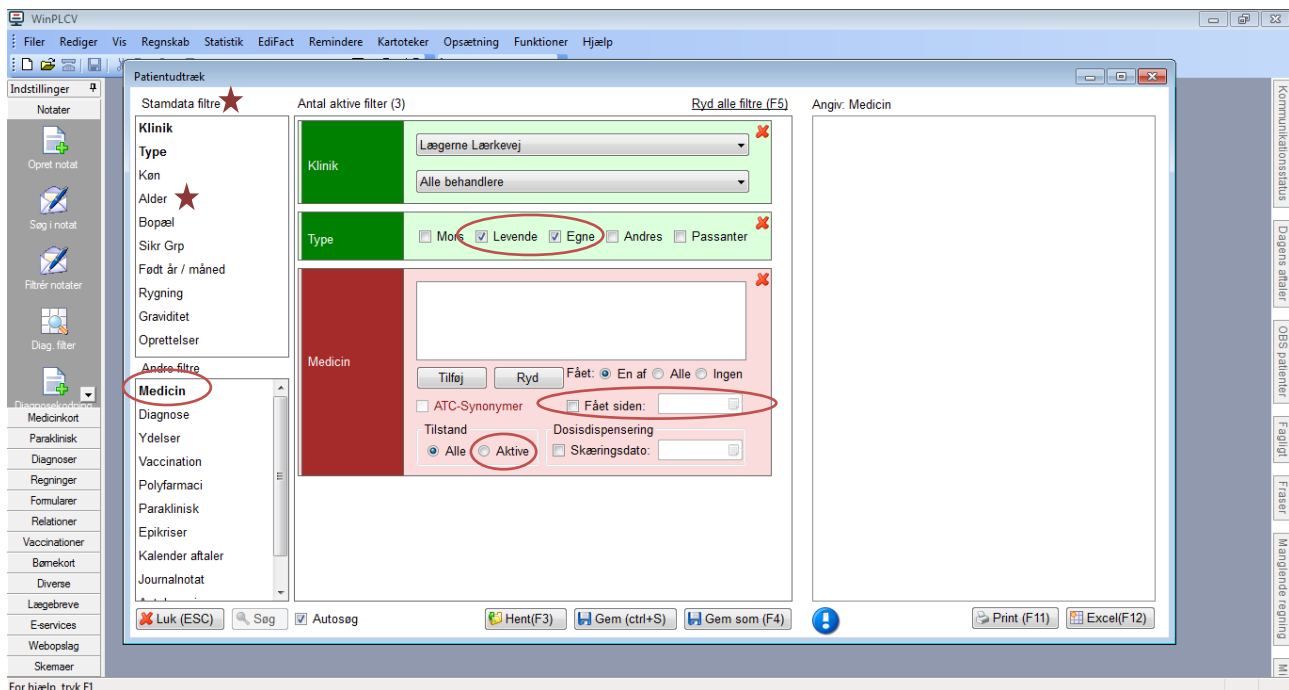 WinPLCV
Filer Rediger Vis Regnskab Statistik EdiFact Remindere Kartoteker Opsætning Funktioner Hjælp
Indstillinger
Notater
Opret notat
Søg i notat
Filtrér notater
Diag. filter
Diagnosekodning
Medicinkort
Paraklinisk
Diagnoser
Regninger
Formularer
Relationer
Vaccinationer
Børnekort
Diverse
Lægebreve
E-services
Webopslag
Skemaer
For hjælp, tryk F1
Patientudtræk
Stamdata filtre
Klinik
Type
Køn
Alder
Bopæl
Sikr Grp
Født år / måned
Rygning
Graviditet
Oprettelser
Andre filtre
Medicin
Diagnose
Ydelser
Vaccination
Polyfarmaci
Paraklinisk
Epikriser
Kalender aftaler
Journalnotat
Antal aktive filter (3) Ryd alle filtre (F5)
Klinik
Lægerne Lærkevej
Alle behandlere
Type
Mors Levende Egne Andres Passanter
Medicin
Tilføj Ryd Fået: En af Alle Ingen
ATC-Synonymer Fået siden:
Tilstand Dosisdispensering
Alle Aktive Skæringsdato:
Angiv: Medicin
Luk (ESC) Søg Autosøg Hent(F3) Gem (ctrl+S) Gem som (F4) Print (F11) Excel(F12)
Kommunikationsstatus
Dagens aftaler
OBS patienter
Fagligt
Fraser
Manglende regning
Mi